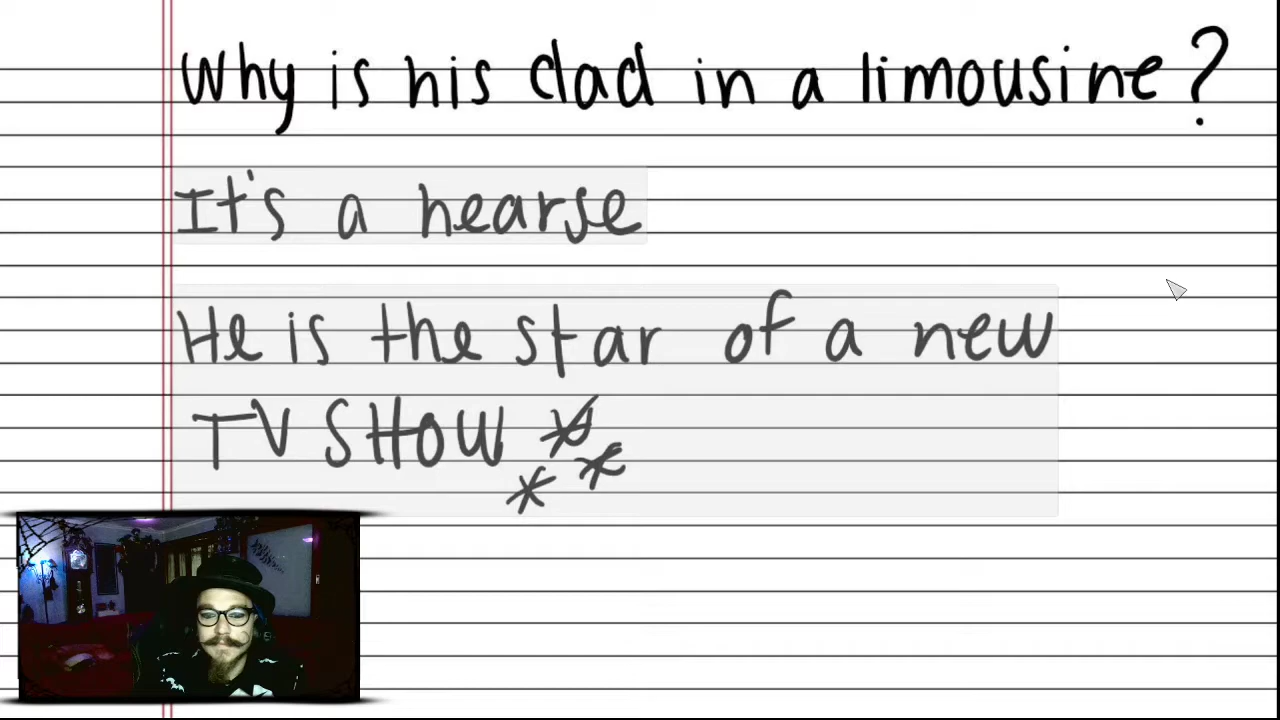 Why is his dad in a limousine?
It's a hearse
He is the star of a new
TV SHOW ***